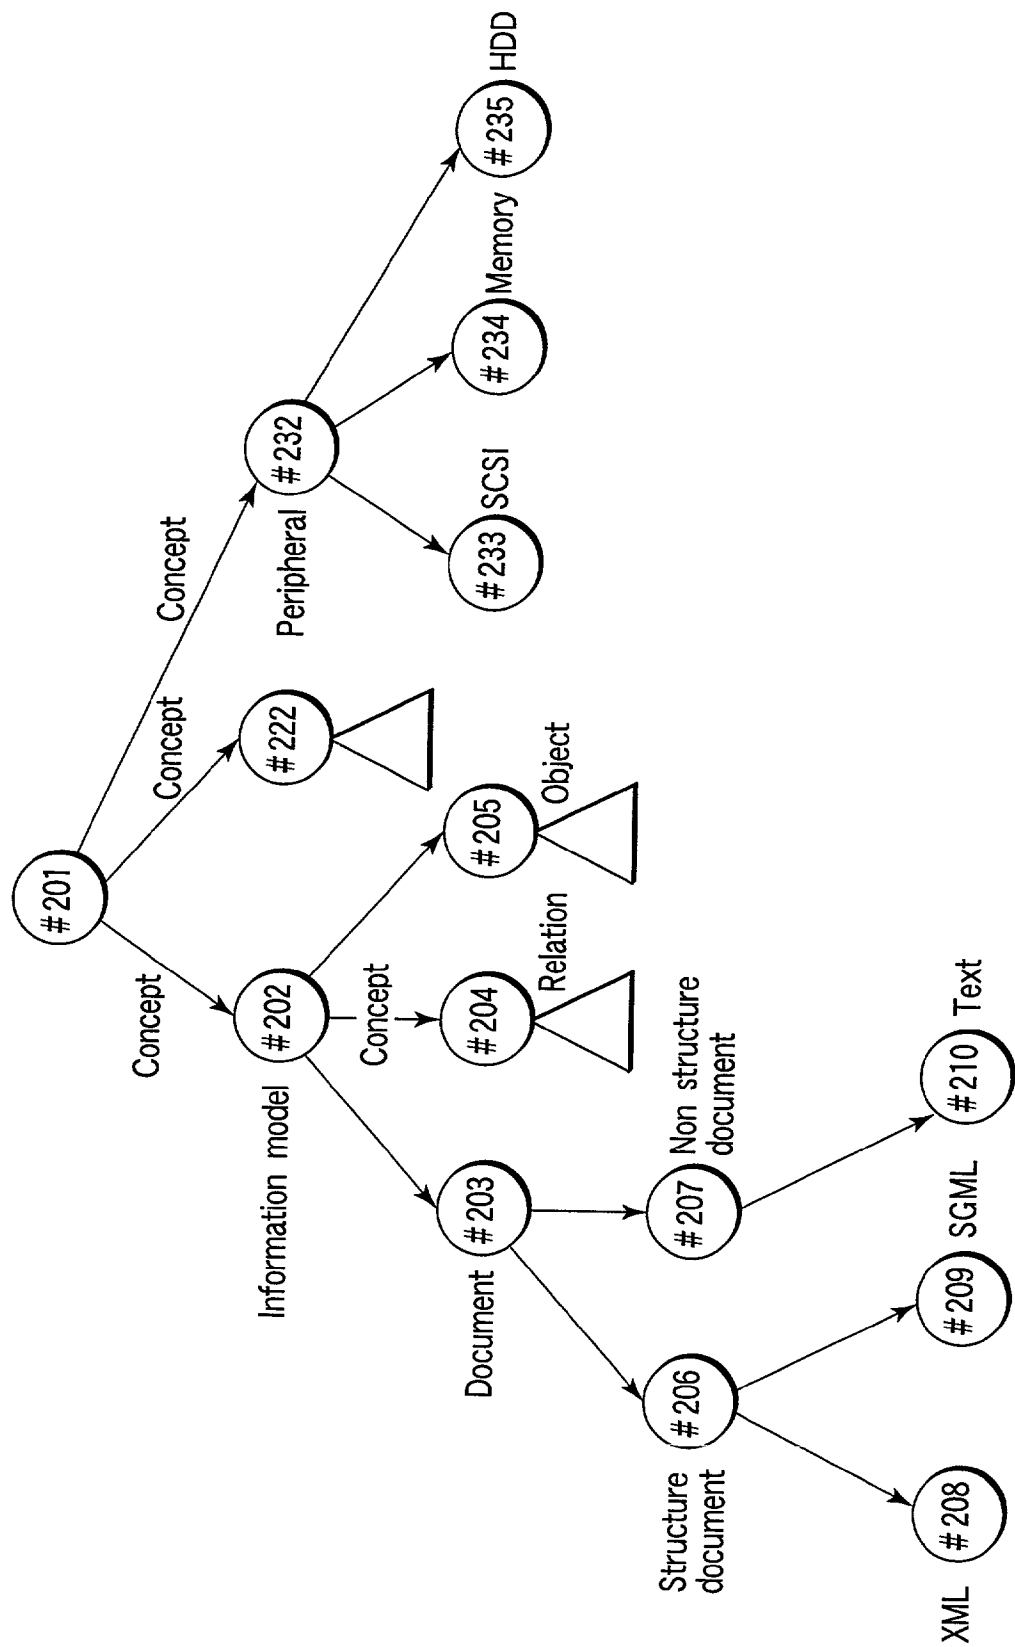 #201
Concept
Concept
Concept
#202
Information model
#222
#232
Peripheral
Concept
#203
Document
#204
Relation
#205
Object
#233
SCSI
#234
Memory
#235
HDD
#206
Structure
document
#207
Non structure
document
XML
#208
#209
SGML
#210
Text